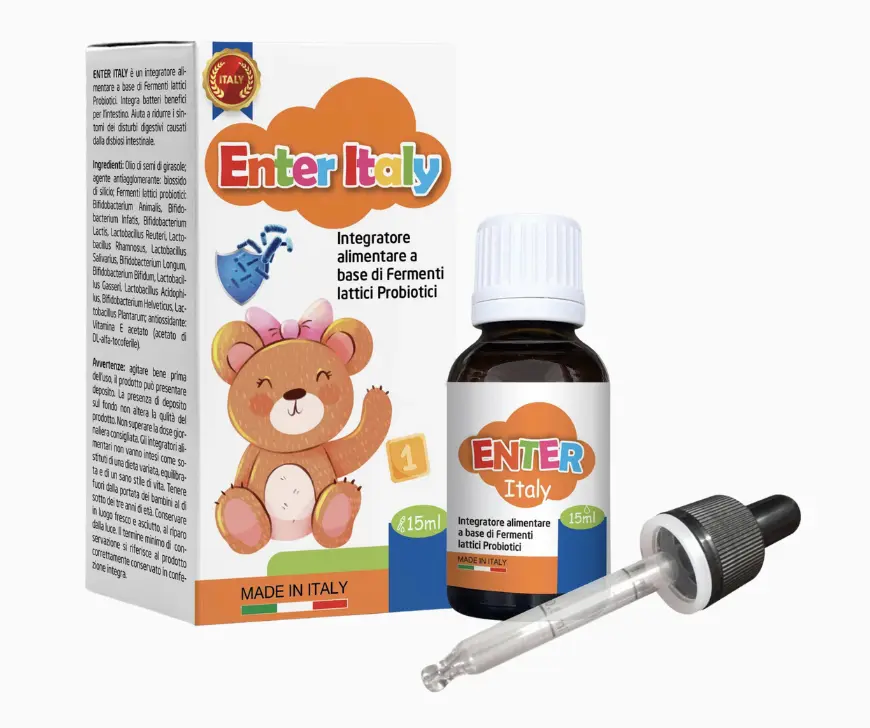 ENTER ITALY è un integratore ali-
mentare a base di Fermenti lattici
Probiotici. Integra batteri benefici
per l'intestino. Aiuta a ridurre i sin-
tomi dei disturbi digestivi causati
dalla disbiosi intestinale.
Ingredienti: Olio di semi di girasole;
agente antiagglomerante: biossido
di silicio; Fermenti lattici probiotici:
Bifidobacterium Animalis, Bifido-
bacterium Infatis, Bifidobacterium
Lactis, Lactobacillus Reuteri, Lacto-
bacillus Rhamnosus, Lactobacillus
Salivarius, Bifidobacterium Longum,
Bifidobacterium Bifidum, Lactobacil-
lus Gasseri, Lactobacillus Acidophi-
lus, Bifidobacterium Helveticus, Lac-
tobacillus Plantarum; antiossidante:
Vitamina E acetato (acetato di
DL-alfa-tocoferile).
Avvertenze: agitare bene prima
dell'uso, il prodotto può presentare
deposito. La presenza di deposito
sul fondo non altera la qulità del
prodotto. Non superare la dose gior-
naliera consigliata. Gli integratori ali-
mentari non vanno intesi come so-
stituti di una dieta variata, equilibra-
ta e di un sano stile di vita. Tenere
fuori dalla portata dei bambini al di
sotto dei tre anni di età. Conservare
in luogo fresco e asciutto, al riparo
dalla luce. Il termine minimo di con-
servazione si riferisce al prodotto
correttamente conservato in confe-
zione integra.
ITALY
Enter Italy
Integratore
alimentare a
base di Fermenti
lattici Probiotici
1
15ml
MADE IN ITALY
ENTER
Italy
15ml
Integratore alimentare
a base di Fermenti
lattici Probiotici
MADE IN ITALY